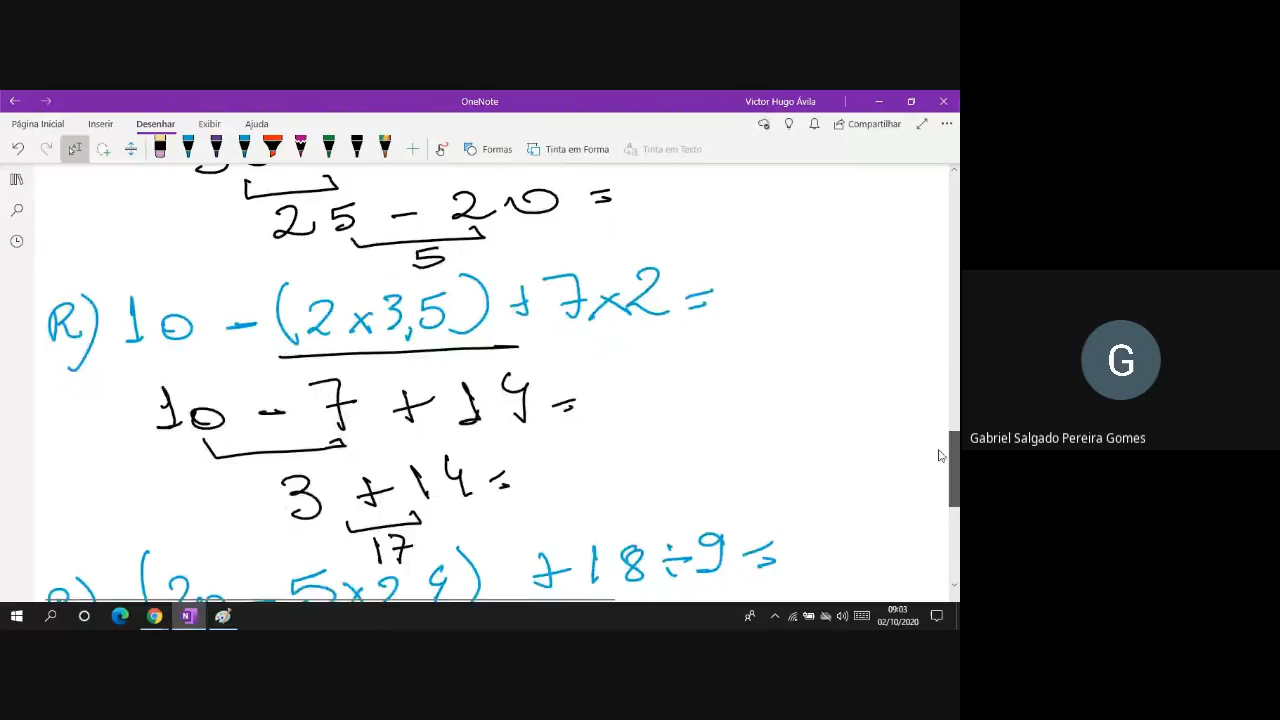 OneNote
Victor Hugo Ávila
Página Inicial Inserir Desenhar Exibir Ajuda
Compartilhar
Formas Tinta em Forma Tinta em Texto
25 - 20 =
5
R) 10 - (2 x 3,5) + 7 x 2 =
10 - 7 + 14 =
3 + 14 =
17
+ 18 ÷ 9 =
G
Gabriel Salgado Pereira Gomes
09:03
02/10/2020